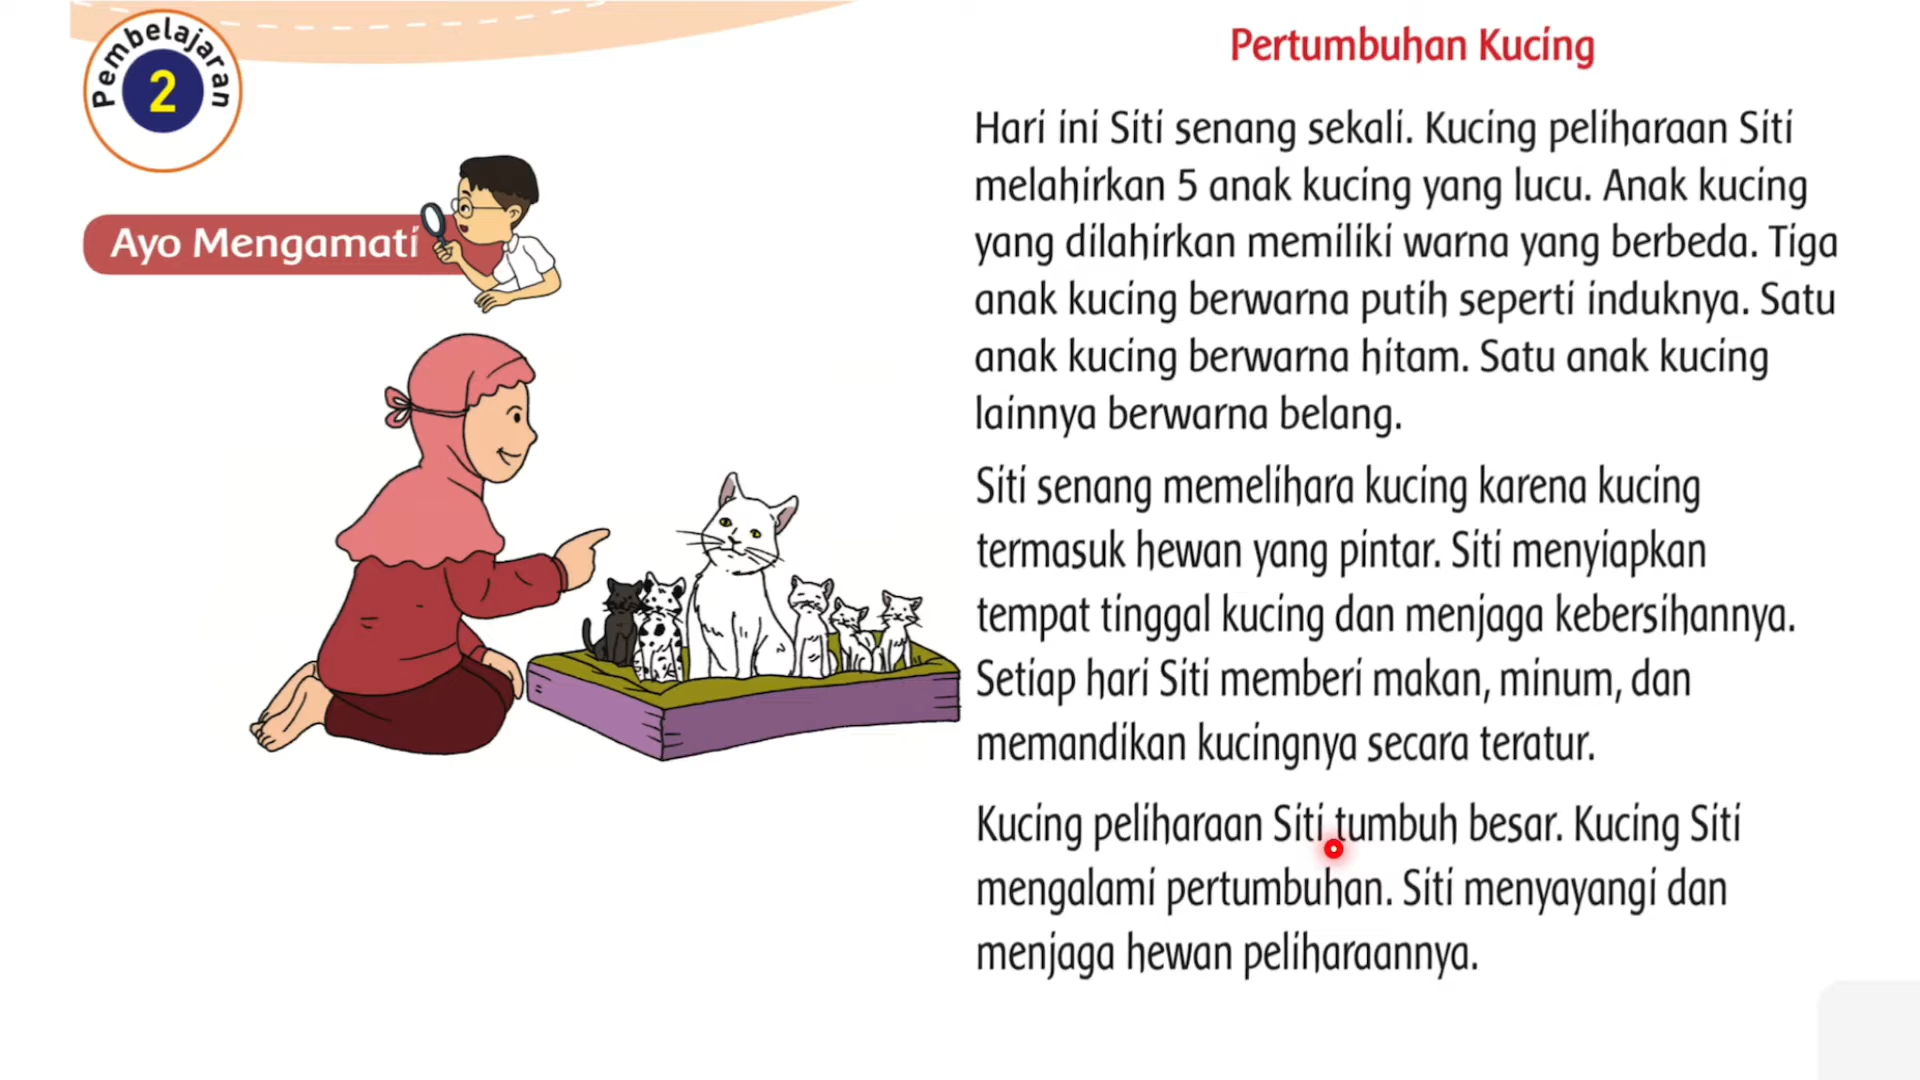 Pembelajaran
2
Ayo Mengamati
Pertumbuhan Kucing
Hari ini Siti senang sekali. Kucing peliharaan Siti
melahirkan 5 anak kucing yang lucu. Anak kucing
yang dilahirkan memiliki warna yang berbeda. Tiga
anak kucing berwarna putih seperti induknya. Satu
anak kucing berwarna hitam. Satu anak kucing
lainnya berwarna belang.
Siti senang memelihara kucing karena kucing
termasuk hewan yang pintar. Siti menyiapkan
tempat tinggal kucing dan menjaga kebersihannya.
Setiap hari Siti memberi makan, minum, dan
memandikan kucingnya secara teratur.
Kucing peliharaan Siti tumbuh besar. Kucing Siti
mengalami pertumbuhan. Siti menyayangi dan
menjaga hewan peliharaannya.